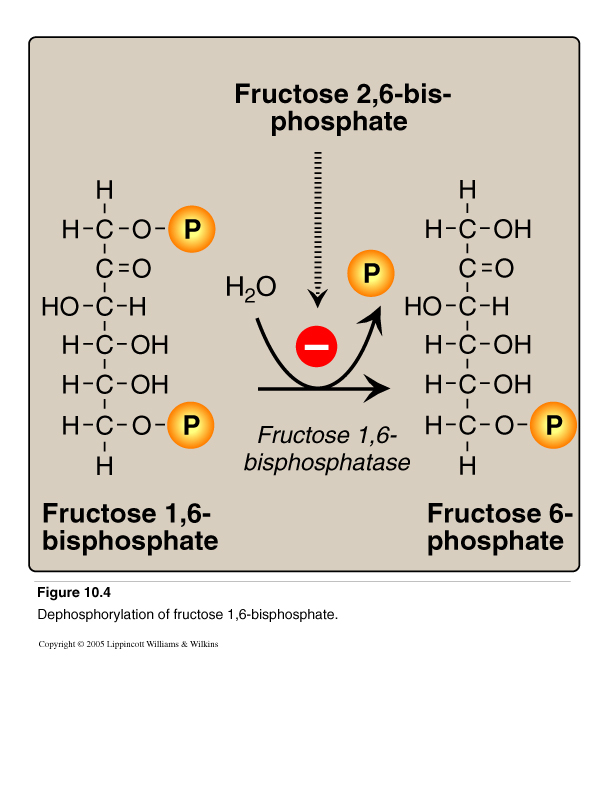 Fructose 2,6-bis-
phosphate
H
H–C–O–P
C=O
HO–C–H
H–C–OH
H–C–OH
H–C–O–P
H
Fructose 1,6-
bisphosphate
H₂O
P
Fructose 1,6-
bisphosphatase
H
H–C–OH
C=O
HO–C–H
H–C–OH
H–C–OH
H–C–O–P
H
Fructose 6-
phosphate
Figure 10.4
Dephosphorylation of fructose 1,6-bisphosphate.
Copyright © 2005 Lippincott Williams & Wilkins